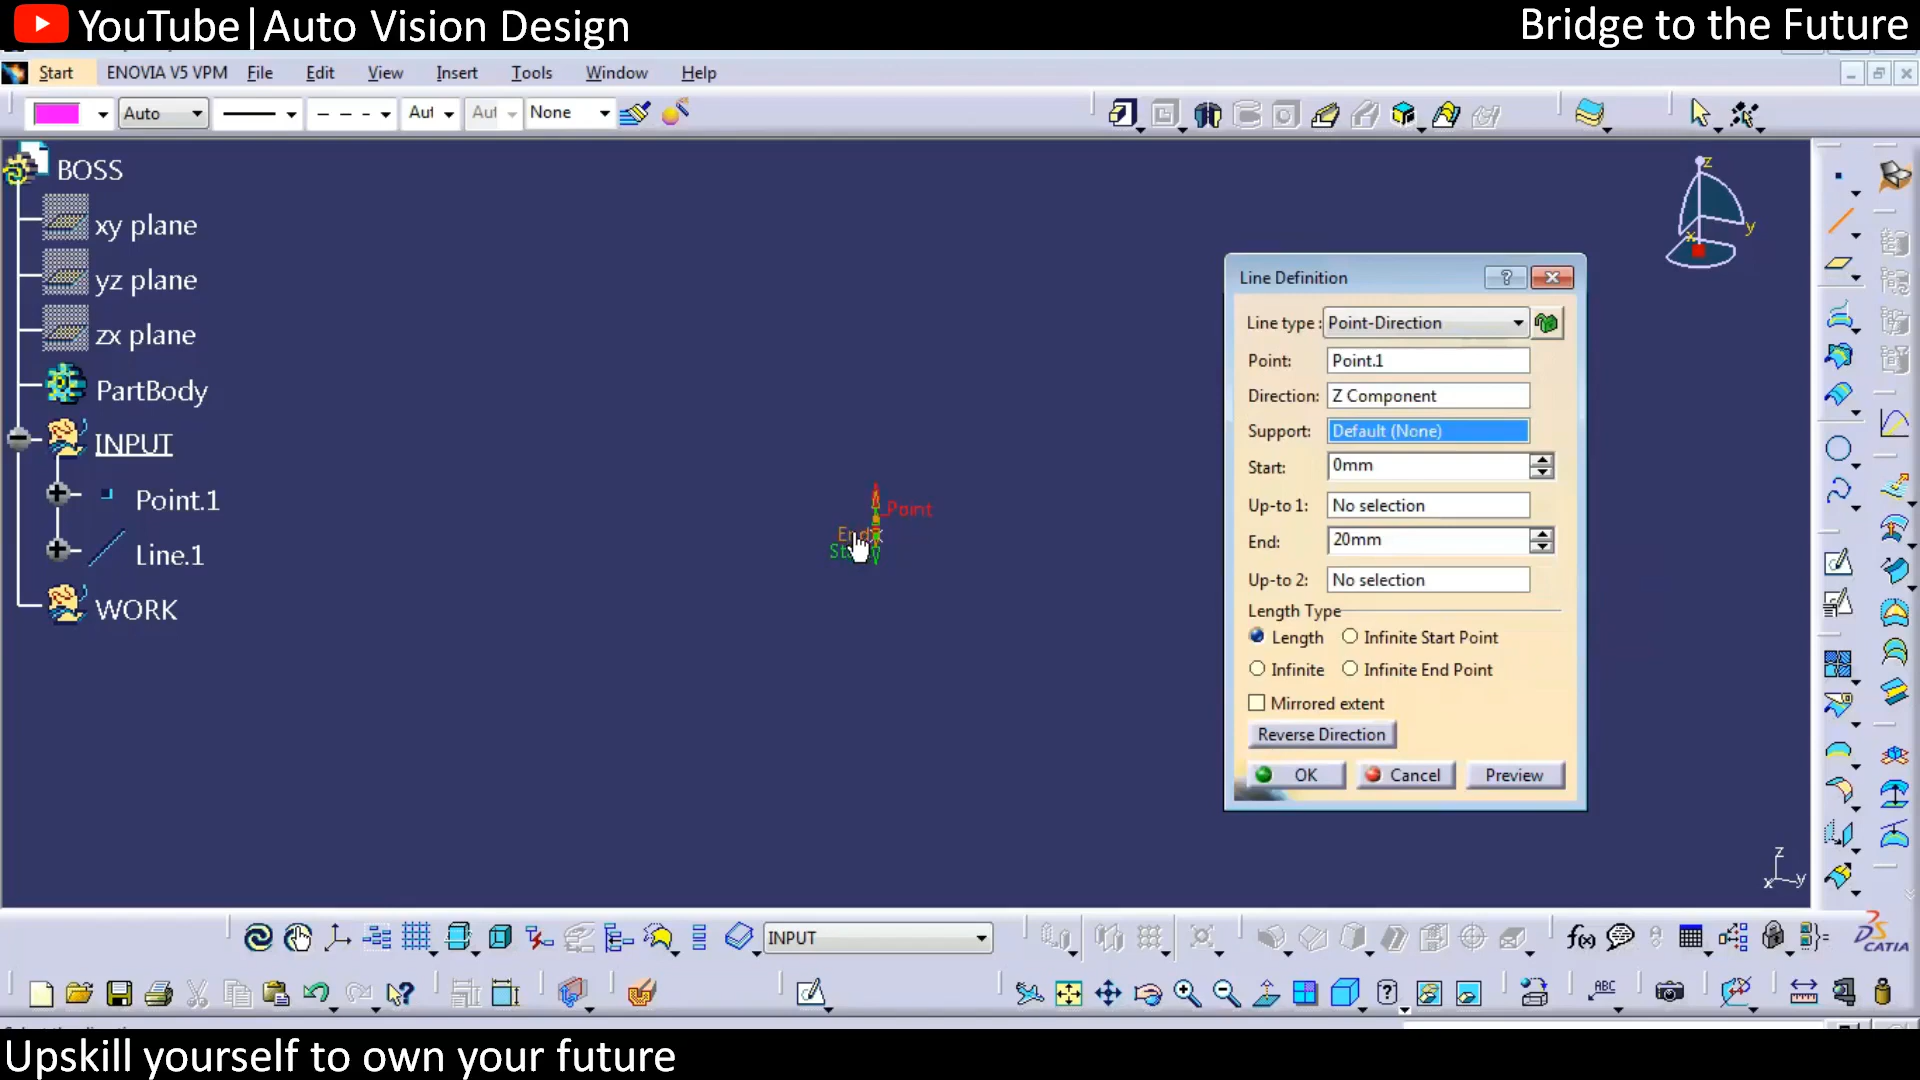 YouTube|Auto Vision Design
Bridge to the Future
Start ENOVIA V5 VPM File Edit View Insert Tools Window Help
Auto Aut Aut None
BOSS
xy plane
yz plane
zx plane
PartBody
INPUT
Point.1
Line.1
WORK
z
y
x
Point
End
Line Definition
?
Line type : Point-Direction
Point: Point.1
Direction: Z Component
Support: Default (None)
Start: 0mm
Up-to 1: No selection
End: 20mm
Up-to 2: No selection
Length Type
Length Infinite Start Point
Infinite Infinite End Point
Mirrored extent
Reverse Direction
OK Cancel Preview
z
x y
INPUT
f(x)
DS CATIA
ABC
Upskill yourself to own your future